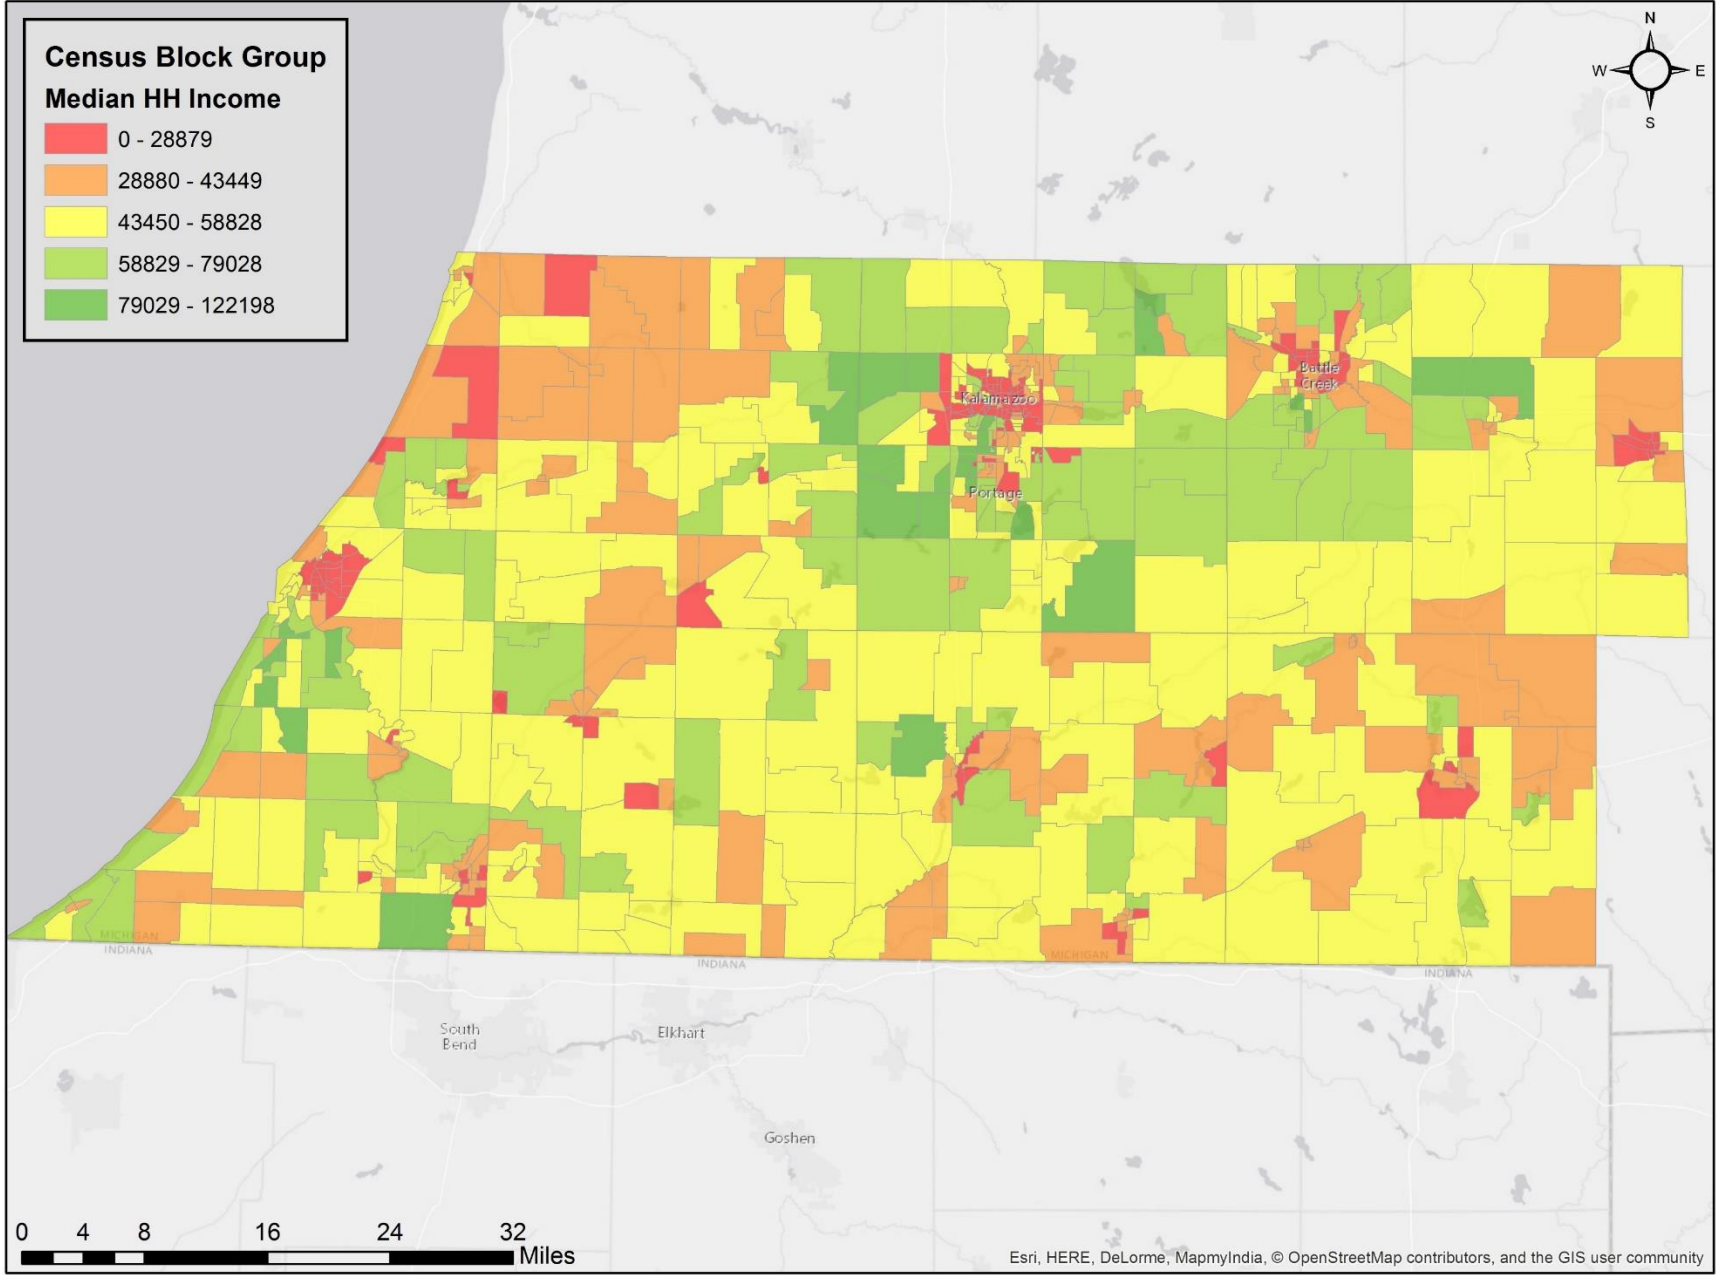 Census Block Group
Median HH Income
0 - 28879
28880 - 43449
43450 - 58828
58829 - 79028
79029 - 122198
N
W
E
S
Battle
Creek
Kalamazoo
Portage
MICHIGAN
INDIANA
MICHIGAN
INDIANA
INDIANA
South
Bend
Elkhart
Goshen
0 4 8 16 24 32
Miles
Esri, HERE, DeLorme, MapmyIndia, © OpenStreetMap contributors, and the GIS user community